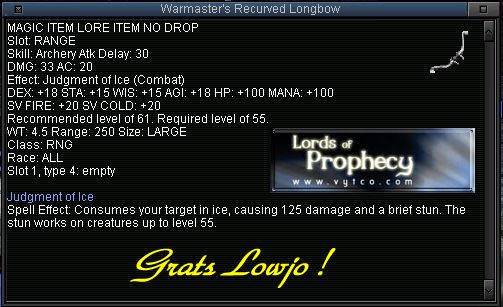 Warmaster's Recurved Longbow
MAGIC ITEM LORE ITEM NO DROP
Slot: RANGE
Skill: Archery Atk Delay: 30
DMG: 33 AC: 20
Effect: Judgment of Ice (Combat)
DEX: +18 STA: +15 WIS: +15 AGI: +18 HP: +100 MANA: +100
SV FIRE: +20 SV COLD: +20
Recommended level of 61. Required level of 55.
WT: 4.5 Range: 250 Size: LARGE
Class: RNG
Race: ALL
Slot 1, type 4: empty
Lords of
Prophecy
www.vytco.com
Judgment of Ice
Spell Effect: Consumes your target in ice, causing 125 damage and a brief stun. The
stun works on creatures up to level 55.
Grats Lowjo !